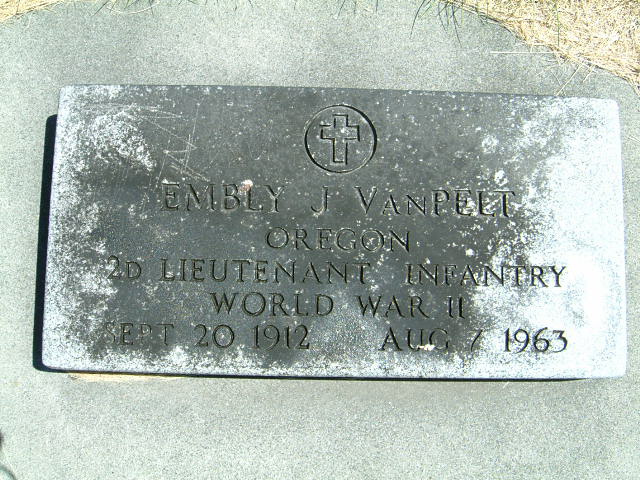 EMBLY J VANPELT
OREGON
2D LIEUTENANT INFANTRY
WORLD WAR II
SEPT 20 1912 AUG 7 1963